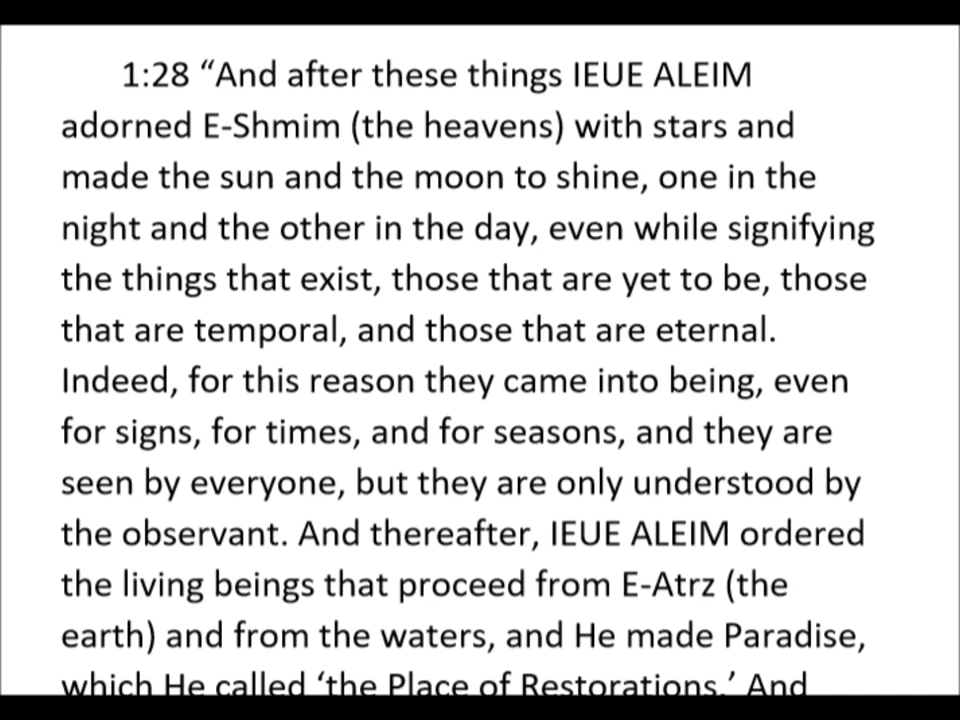 1:28 “And after these things IEUE ALEIM
adorned E-Shmim (the heavens) with stars and
made the sun and the moon to shine, one in the
night and the other in the day, even while signifying
the things that exist, those that are yet to be, those
that are temporal, and those that are eternal.
Indeed, for this reason they came into being, even
for signs, for times, and for seasons, and they are
seen by everyone, but they are only understood by
the observant. And thereafter, IEUE ALEIM ordered
the living beings that proceed from E-Atrz (the
earth) and from the waters, and He made Paradise,
which He called ‘the Place of Restorations.’ And